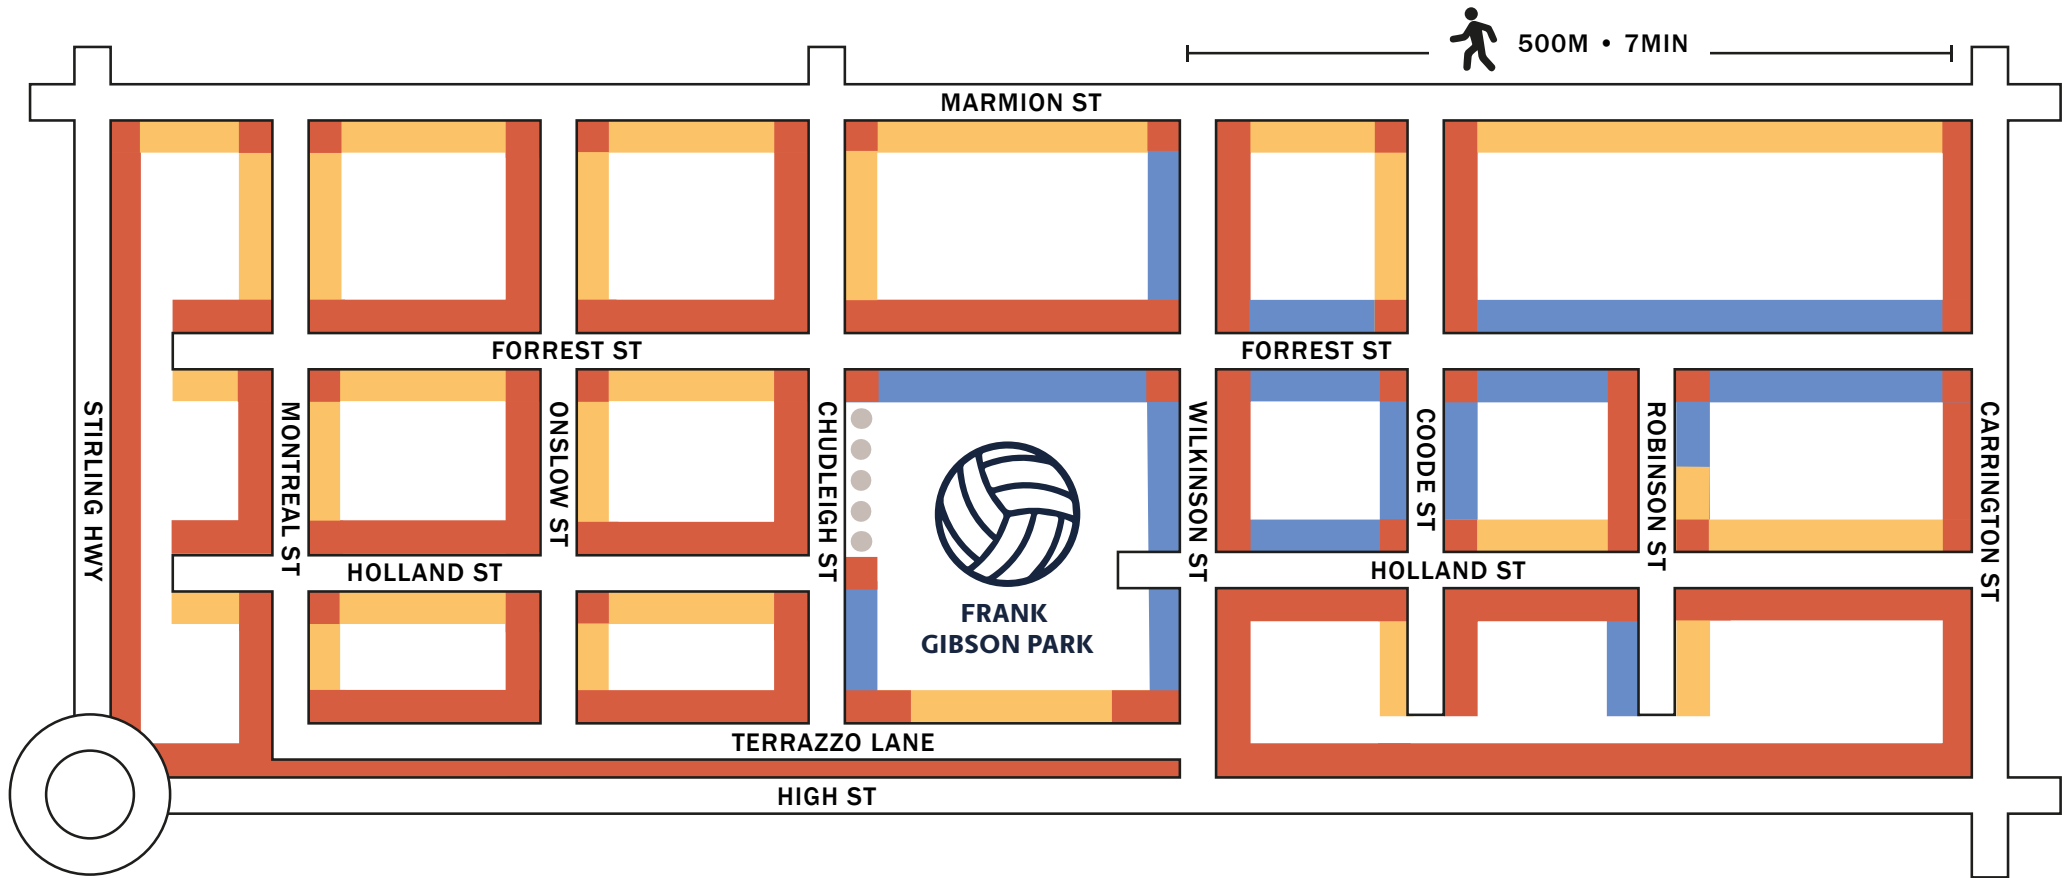 500M • 7MIN
MARMION ST
FORREST ST
FORREST ST
STIRLING HWY
MONTREAL ST
ONSLOW ST
CHUDLEIGH ST
WILKINSON ST
COODE ST
ROBINSON ST
CARRINGTON ST
HOLLAND ST
HOLLAND ST
FRANK
GIBSON PARK
TERRAZZO LANE
HIGH ST